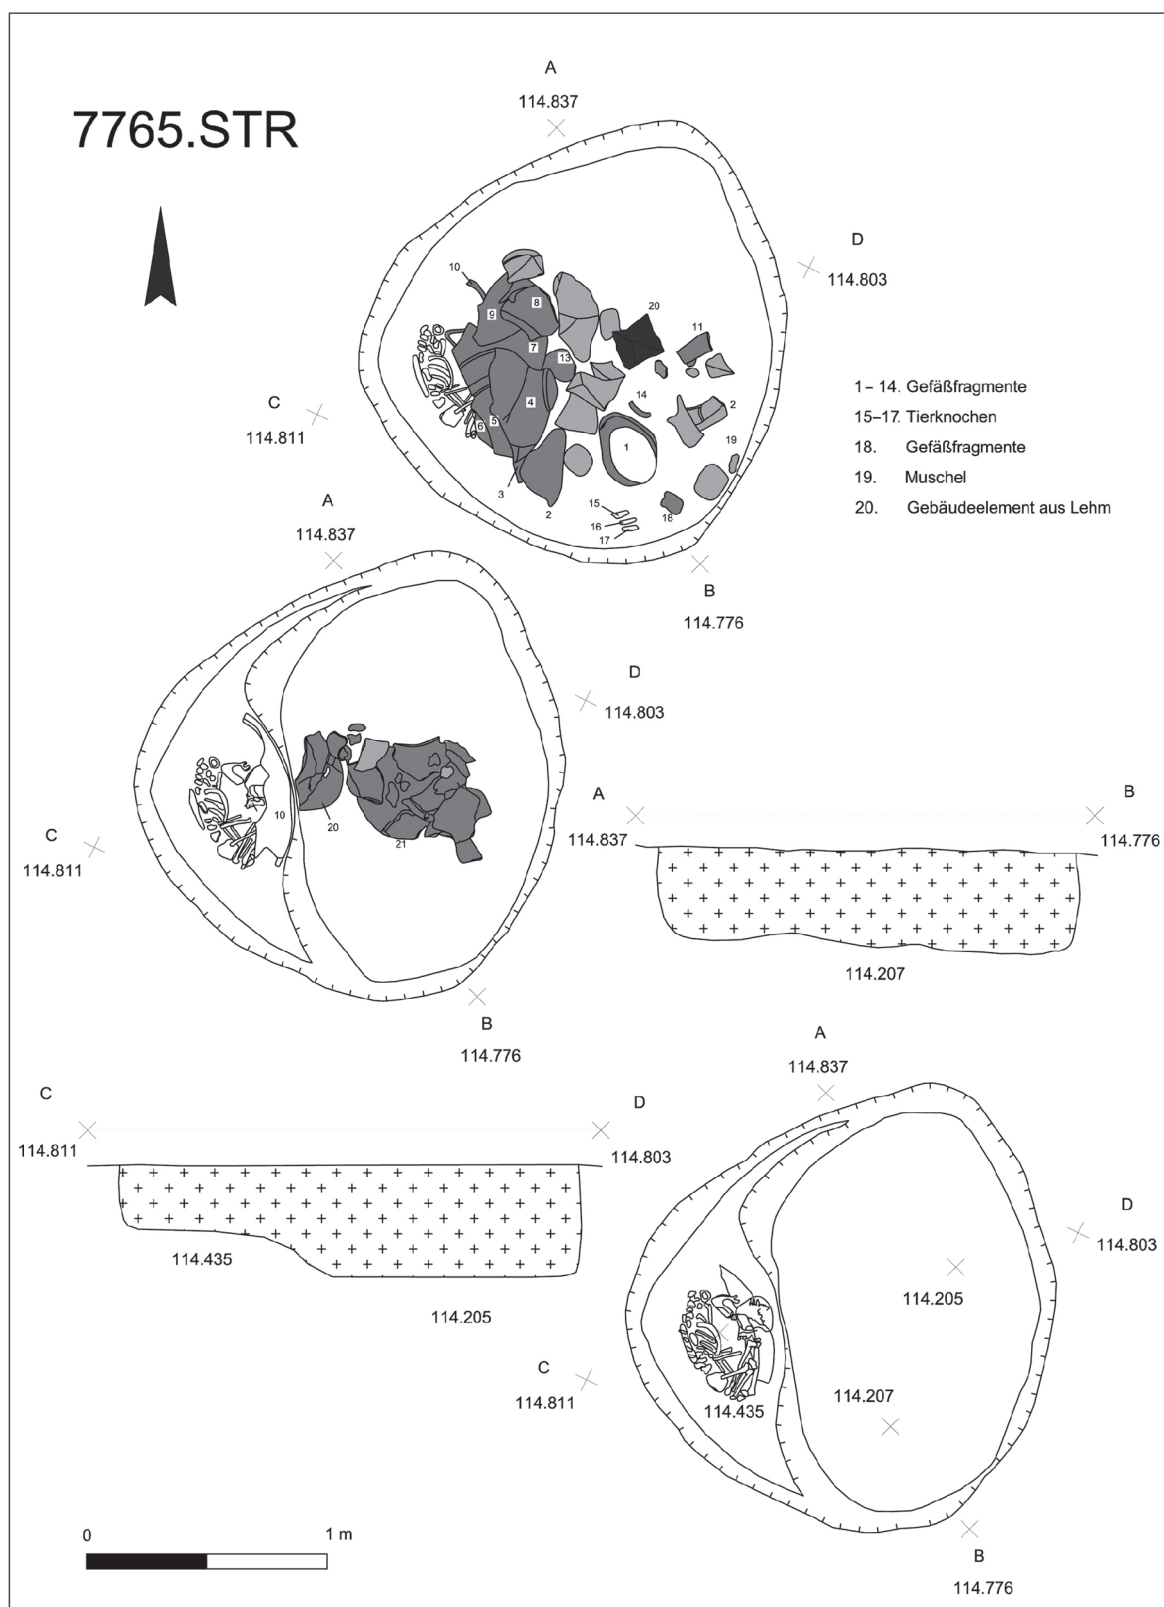 7765.STR
A
114.837
D
114.803
C
114.811
B
114.776
10
8
9
7
13
4
5
6
3
2
20
11
14
2
1
19
18
15
16
17
1– 14. Gefäßfragmente
15–17. Tierknochen
18. Gefäßfragmente
19. Muschel
20. Gebäudeelement aus Lehm
A
114.837
D
114.803
C
114.811
B
114.776
10
20
21
A
114.837
B
114.776
114.207
C
114.811
D
114.803
114.435
114.205
A
114.837
D
114.803
C
114.811
B
114.776
114.205
114.207
114.435
0 1 m